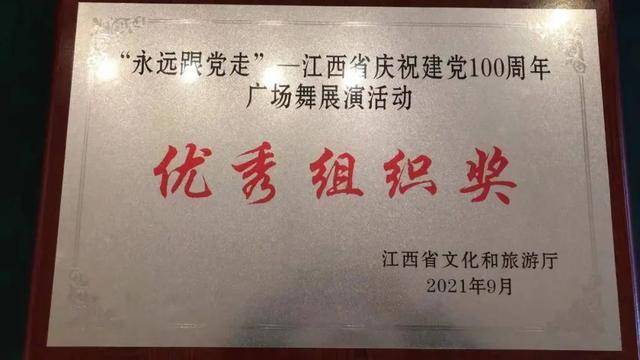 “永远跟党走”—江西省庆祝建党100周年
广场舞展演活动
优秀组织奖
江西省文化和旅游厅
2021年9月